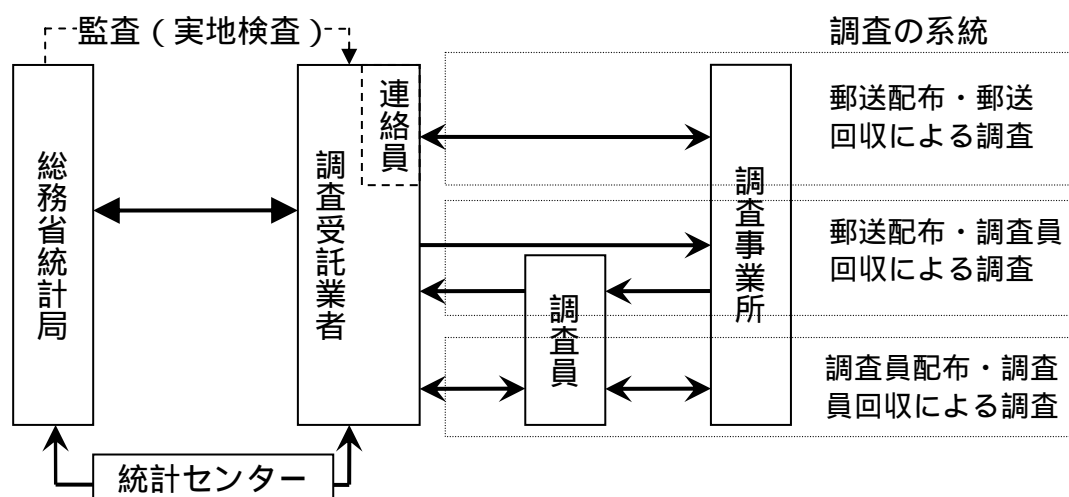 監査(実地検査)
調査の系統
総務省統計局
調査受託業者
連絡員
調査員
調査事業所
郵送配布・郵送
回収による調査
郵送配布・調査員
回収による調査
調査員配布・調査
員回収による調査
統計センター